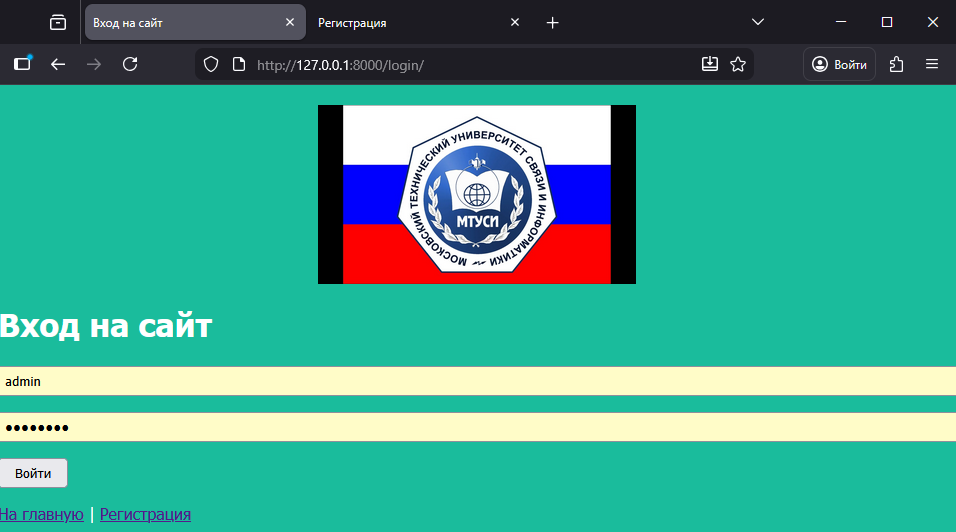 Вход на сайт
Регистрация
http://127.0.0.1:8000/login/
Войти
МОСКОВСКИЙ ТЕХНИЧЕСКИЙ УНИВЕРСИТЕТ СВЯЗИ И ИНФОРМАТИКИ
МТУСИ
Вход на сайт
admin
●●●●●●●●
Войти
На главную | Регистрация